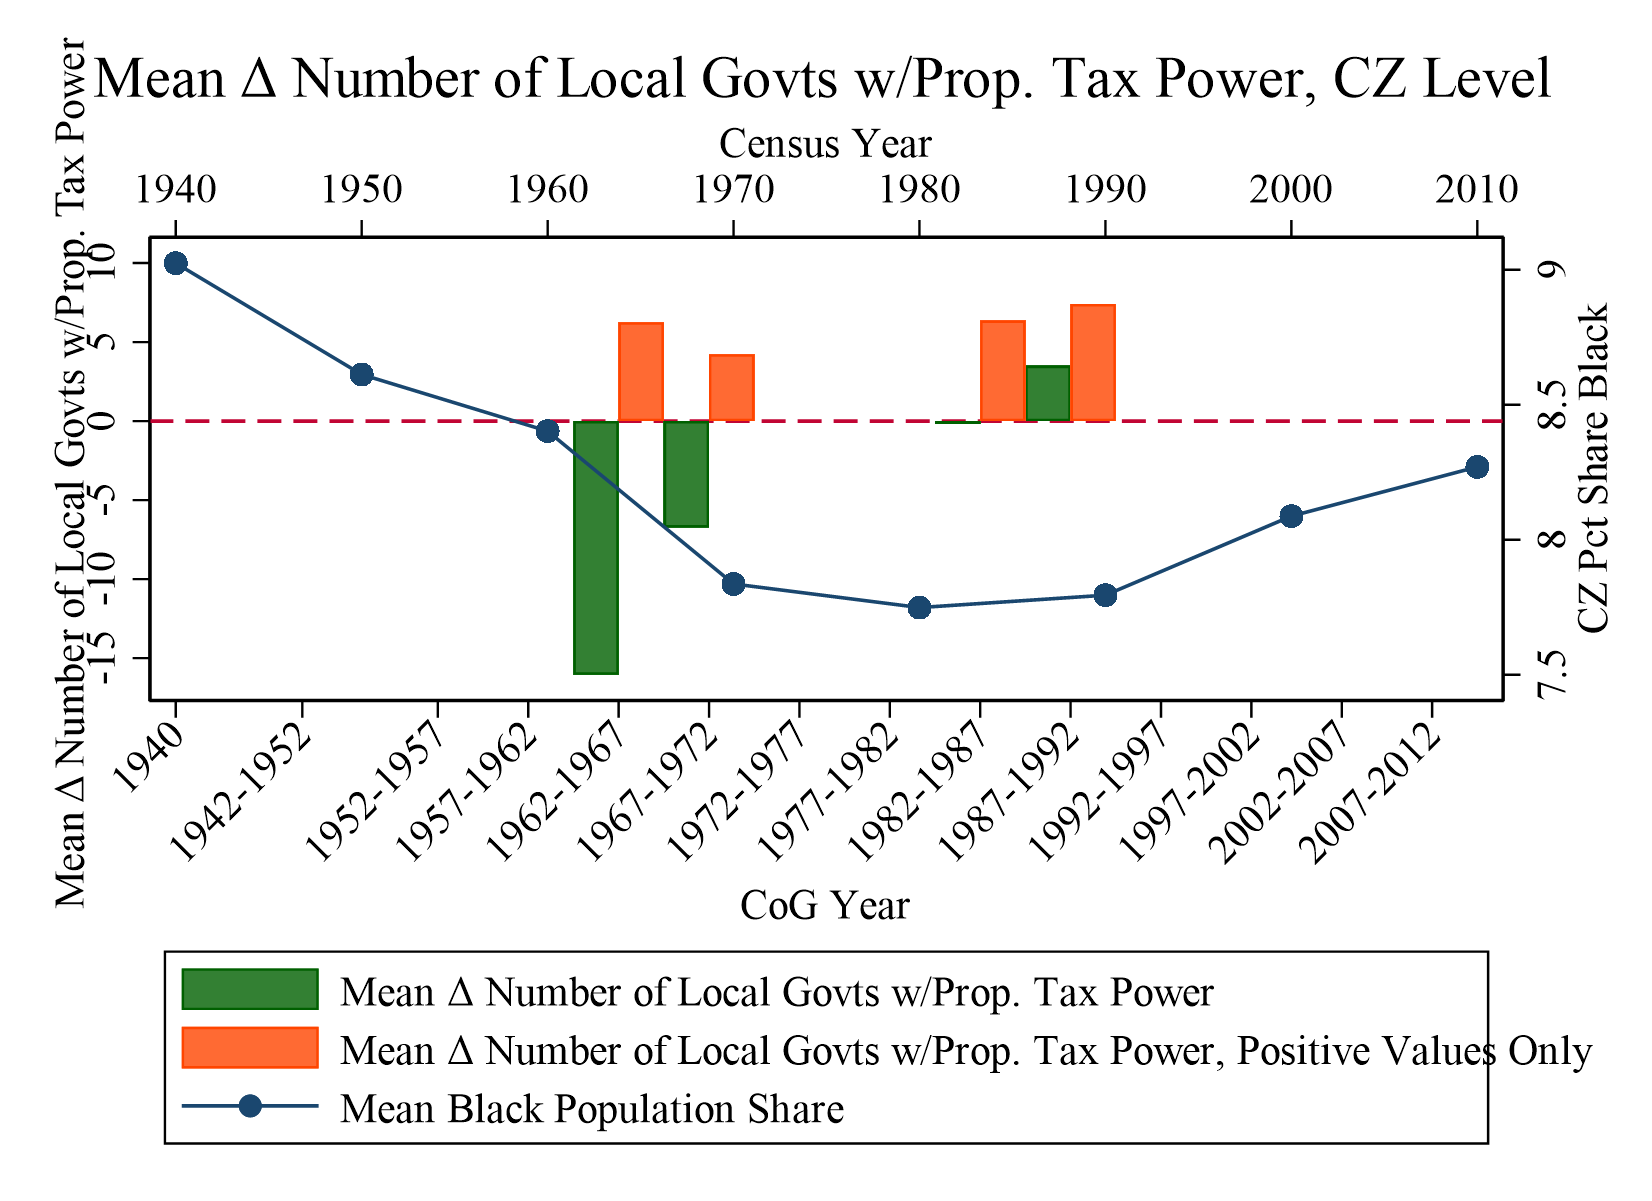 Mean Δ Number of Local Govts w/Prop. Tax Power, CZ Level
Census Year
1940 1950 1960 1970 1980 1990 2000 2010
Mean Δ Number of Local Govts w/Prop. Tax Power
10
5
0
-5
-10
-15
9
8.5
8
7.5
CZ Pct Share Black
1940 1942-1952 1952-1957 1957-1962 1962-1967 1967-1972 1972-1977 1977-1982 1982-1987 1987-1992 1992-1997 1997-2002 2002-2007 2007-2012
CoG Year
Mean Δ Number of Local Govts w/Prop. Tax Power
Mean Δ Number of Local Govts w/Prop. Tax Power, Positive Values Only
Mean Black Population Share